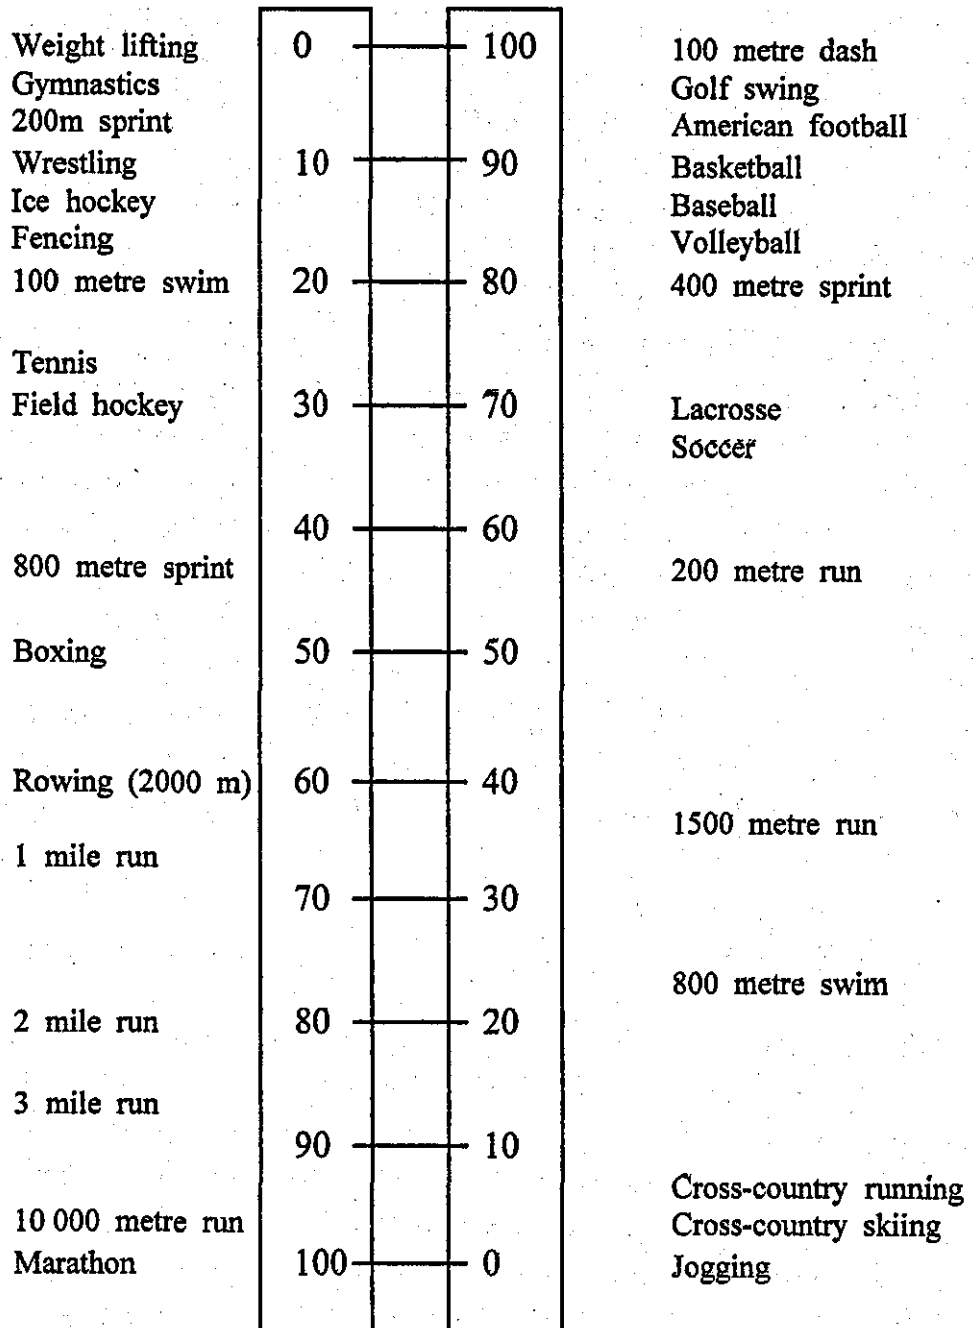 Weight lifting 0 100 100 metre dash
Gymnastics Golf swing
200m sprint American football
Wrestling 10 90 Basketball
Ice hockey Baseball
Fencing Volleyball
100 metre swim 20 80 400 metre sprint
Tennis
Field hockey 30 70 Lacrosse
Soccer
40 60
800 metre sprint 200 metre run
Boxing 50 50
Rowing (2000 m) 60 40
1500 metre run
1 mile run
70 30
800 metre swim
2 mile run 80 20
3 mile run
90 10
Cross-country running
10 000 metre run Cross-country skiing
Marathon 100 0 Jogging